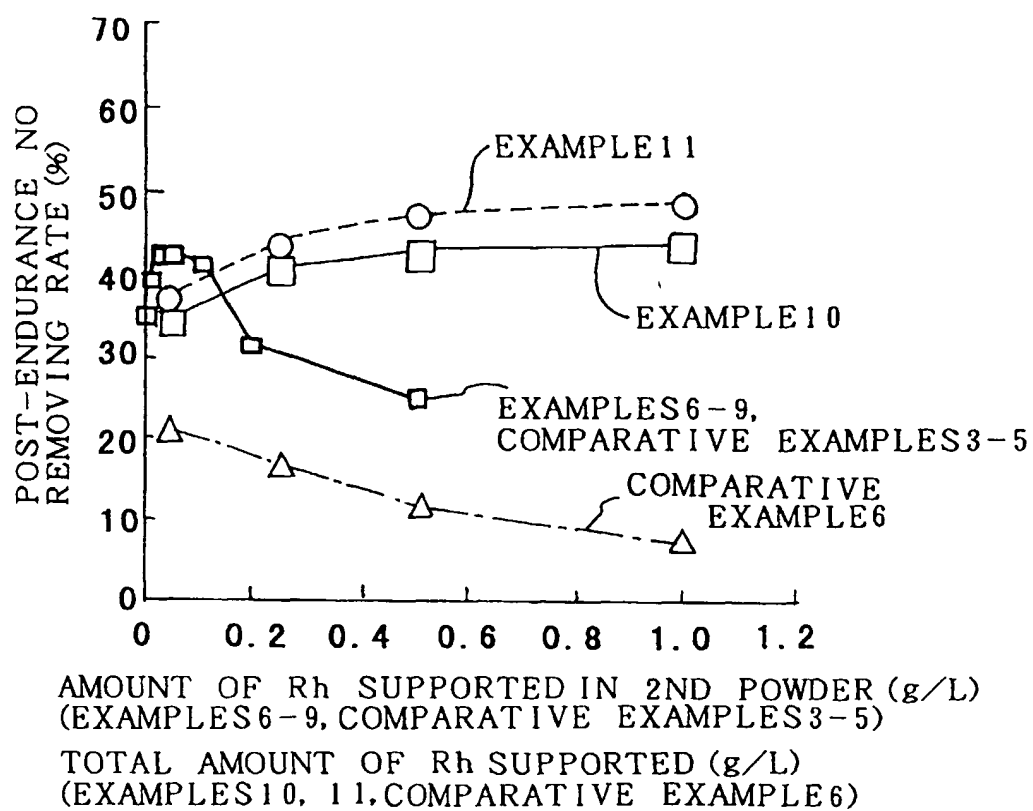 POST-ENDURANCE NO
REMOVING RATE (%)
70
60
50
40
30
20
10
0
EXAMPLE11
EXAMPLE10
EXAMPLES6-9,
COMPARATIVE EXAMPLES3-5
COMPARATIVE
EXAMPLE6
0 0.2 0.4 0.6 0.8 1.0 1.2
AMOUNT OF Rh SUPPORTED IN 2ND POWDER (g/L)
(EXAMPLES6-9, COMPARATIVE EXAMPLES3-5)
TOTAL AMOUNT OF Rh SUPPORTED (g/L)
(EXAMPLES10, 11, COMPARATIVE EXAMPLE6)